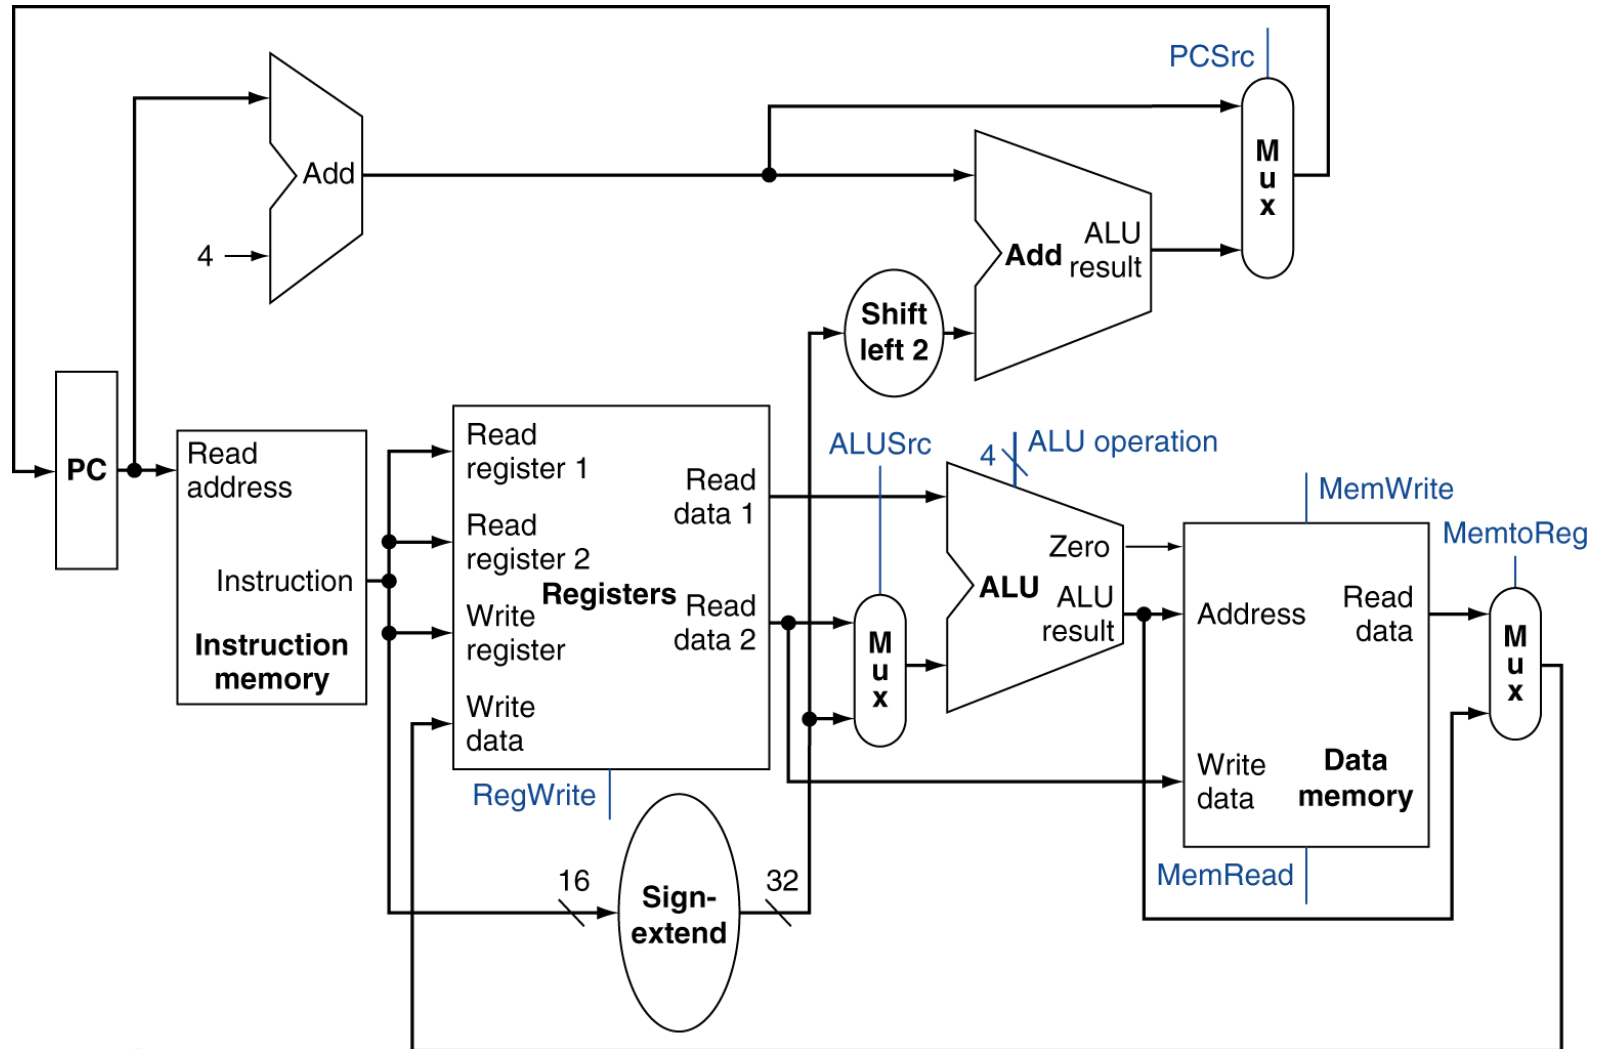 PCSrc
M
u
x
Add
4
ALU
result
Add
Shift
left 2
PC
Read
address
Instruction
Instruction
memory
Read
register 1
Read
register 2
Write
register
Write
data
Registers
Read
data 1
Read
data 2
RegWrite
16
Sign-
extend
32
ALUSrc
M
u
x
4
ALU operation
Zero
ALU
ALU
result
MemWrite
Address
Read
data
Write
data
Data
memory
MemRead
MemtoReg
M
u
x